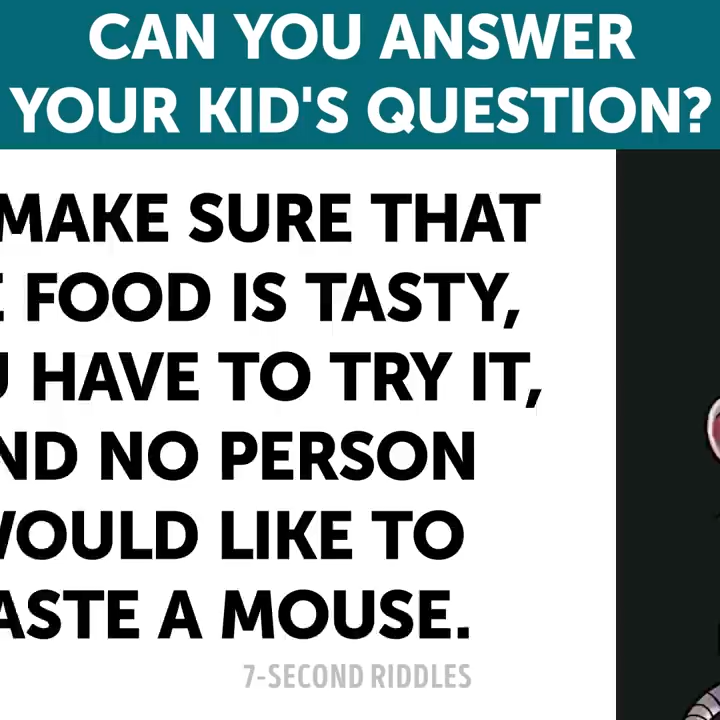 CAN YOU ANSWER
YOUR KID'S QUESTION?
MAKE SURE THAT
FOOD IS TASTY,
HAVE TO TRY IT,
NO PERSON
LIKE TO
A MOUSE.
7-SECOND RIDDLES